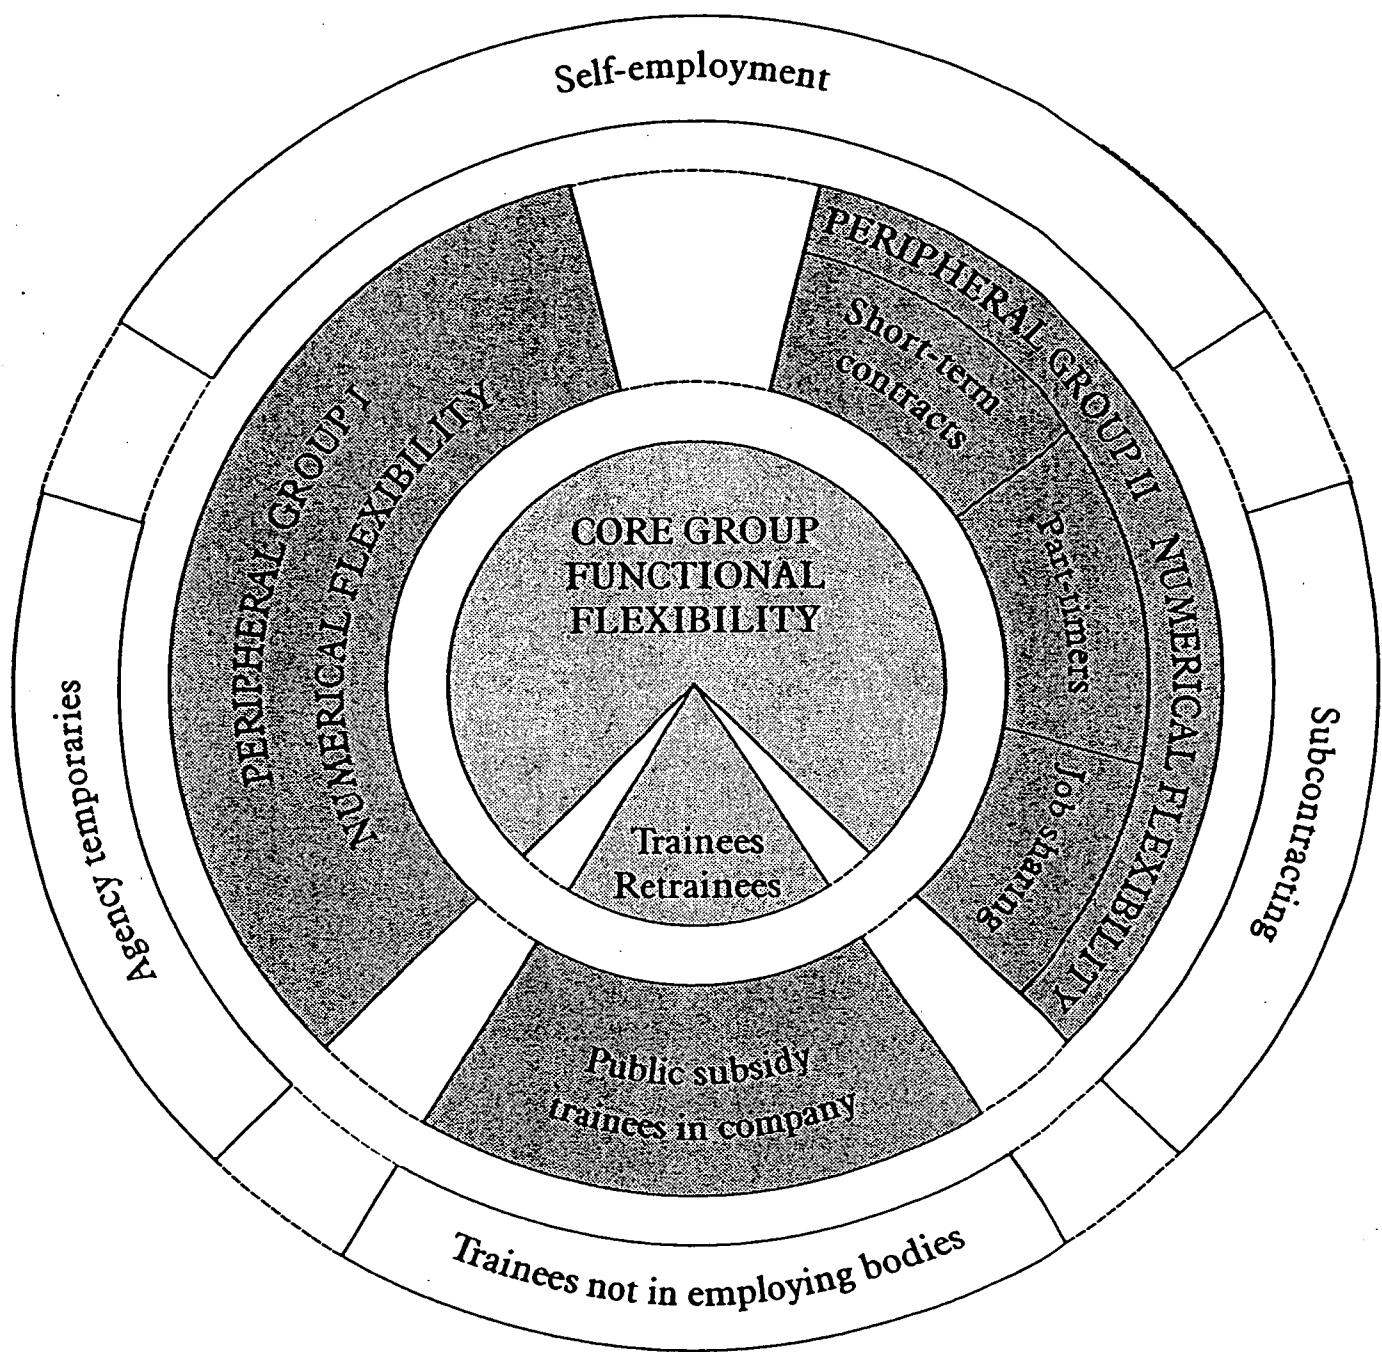 Self-employment
PERIPHERAL GROUP I
NUMERICAL FLEXIBILITY
PERIPHERAL GROUP II NUMERICAL FLEXIBILITY
Short-term
contracts
Part-timers
Job sharing
CORE GROUP
FUNCTIONAL
FLEXIBILITY
Trainees
Retrainees
Public subsidy
trainees in company
Agency temporaries
Subcontracting
Trainees not in employing bodies